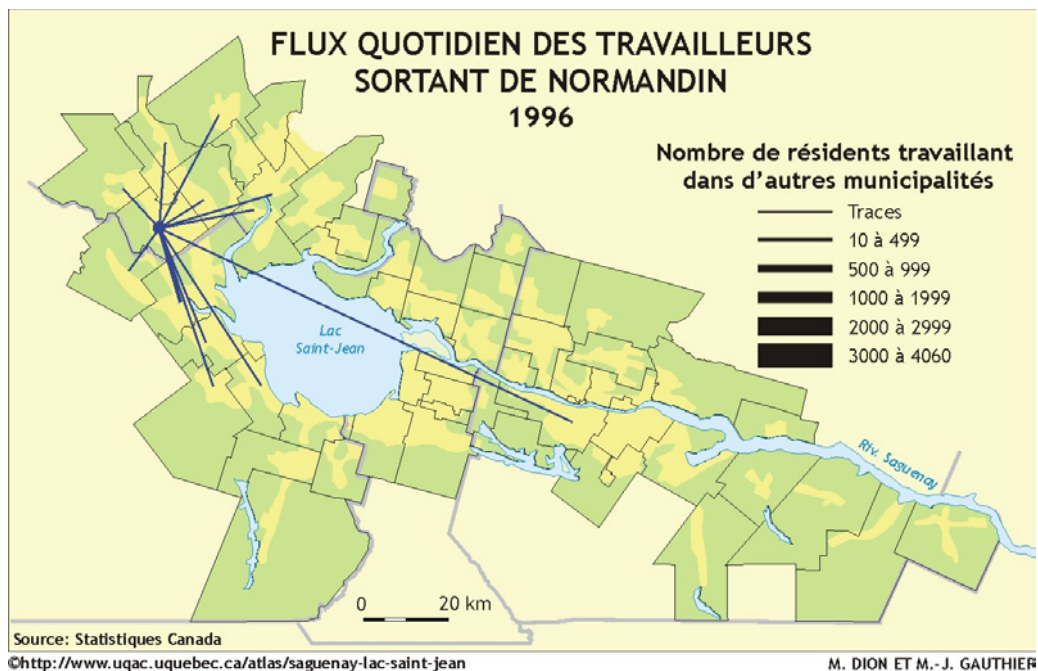 FLUX QUOTIDIEN DES TRAVAILLEURS
SORTANT DE NORMANDIN
1996
Nombre de résidents travaillant
dans d'autres municipalités
Traces
10 à 499
500 à 999
1000 à 1999
2000 à 2999
3000 à 4060
Lac
Saint-Jean
Riv. Saguenay
0 20 km
Source: Statistiques Canada
©http://www.uqac.uquebec.ca/atlas/saguenay-lac-saint-jean
M. DION ET M.-J. GAUTHIER